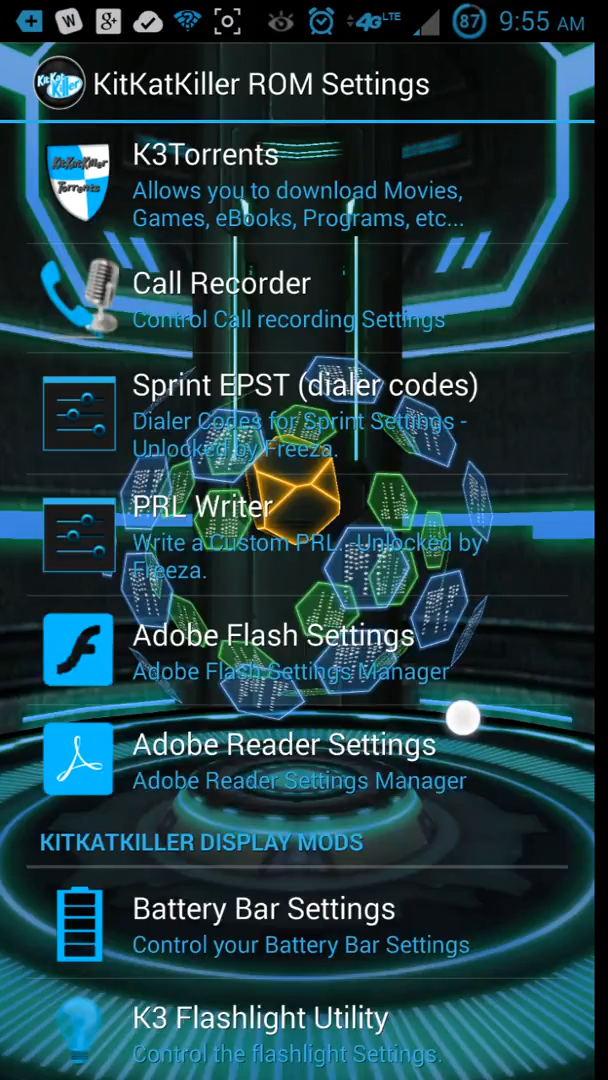 W
g+
4G LTE
87
9:55 AM
KitKat
Killer
KitKatKiller ROM Settings
KitKatKiller
Torrents
K3Torrents
Allows you to download Movies,
Games, eBooks, Programs, etc...
Call Recorder
Control Call recording Settings
Sprint EPST (dialer codes)
Dialer Codes for Sprint Settings -
Unlocked by Freeza.
PRL Writer
Write a Custom PRL - Unlocked by
Freeza.
Adobe Flash Settings
Adobe Flash Settings Manager
Adobe Reader Settings
Adobe Reader Settings Manager
KITKATKILLER DISPLAY MODS
Battery Bar Settings
Control your Battery Bar Settings
K3 Flashlight Utility
Control the flashlight Settings.